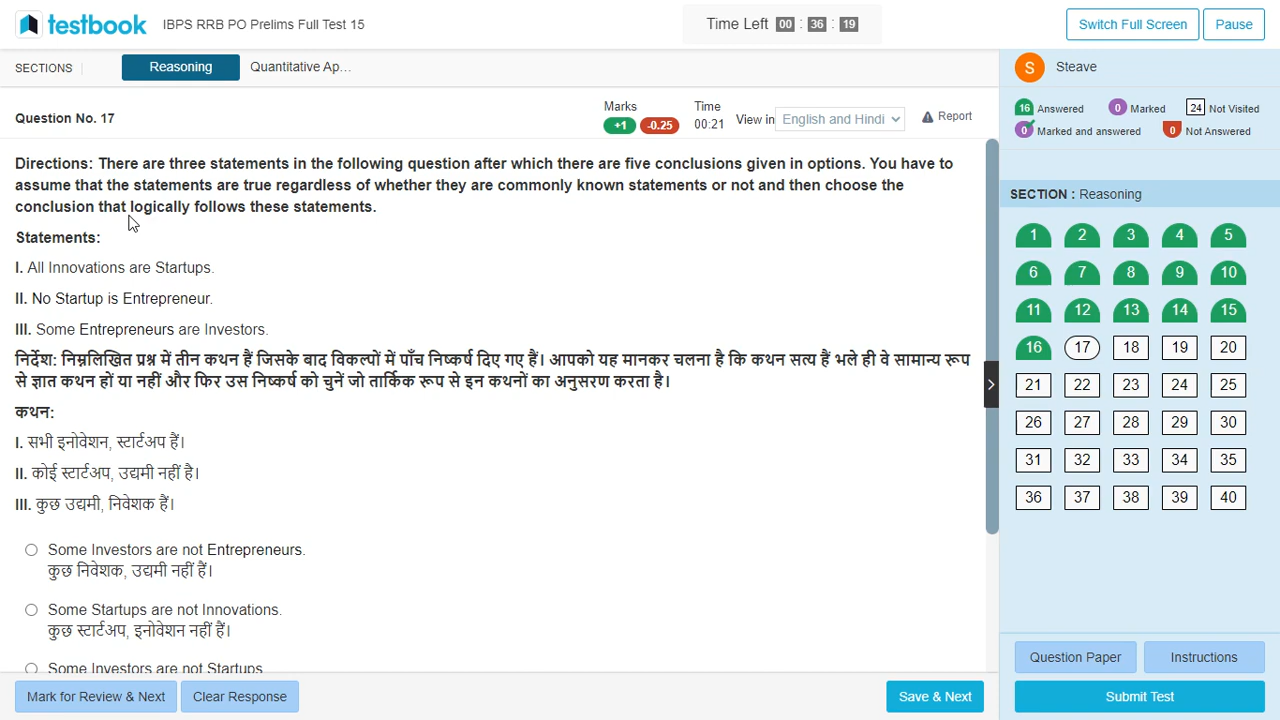 testbook IBPS RRB PO Prelims Full Test 15 Time Left 00 : 36 : 19 Switch Full Screen Pause
SECTIONS Reasoning Quantitative Ap... S Steave
Question No. 17 Marks +1 -0.25 Time 00:21 View in English and Hindi Report
16 Answered 0 Marked 24 Not Visited
0 Marked and answered 0 Not Answered
Directions: There are three statements in the following question after which there are five conclusions given in options. You have to
assume that the statements are true regardless of whether they are commonly known statements or not and then choose the
conclusion that logically follows these statements.
Statements:
I. All Innovations are Startups.
II. No Startup is Entrepreneur.
III. Some Entrepreneurs are Investors.
निर्देश: निम्नलिखित प्रश्न में तीन कथन हैं जिसके बाद विकल्पों में पाँच निष्कर्ष दिए गए हैं। आपको यह मानकर चलना है कि कथन सत्य हैं भले ही वे सामान्य रूप
से ज्ञात कथन हों या नहीं और फिर उस निष्कर्ष को चुनें जो तार्किक रूप से इन कथनों का अनुसरण करता है।
कथन:
I. सभी इनोवेशन, स्टार्टअप हैं।
II. कोई स्टार्टअप, उद्यमी नहीं है।
III. कुछ उद्यमी, निवेशक हैं।
Some Investors are not Entrepreneurs.
कुछ निवेशक, उद्यमी नहीं हैं।
Some Startups are not Innovations.
कुछ स्टार्टअप, इनोवेशन नहीं हैं।
Some Investors are not Startups
SECTION : Reasoning
1 2 3 4 5
6 7 8 9 10
11 12 13 14 15
16 17 18 19 20
21 22 23 24 25
26 27 28 29 30
31 32 33 34 35
36 37 38 39 40
Question Paper Instructions
Mark for Review & Next Clear Response Save & Next Submit Test